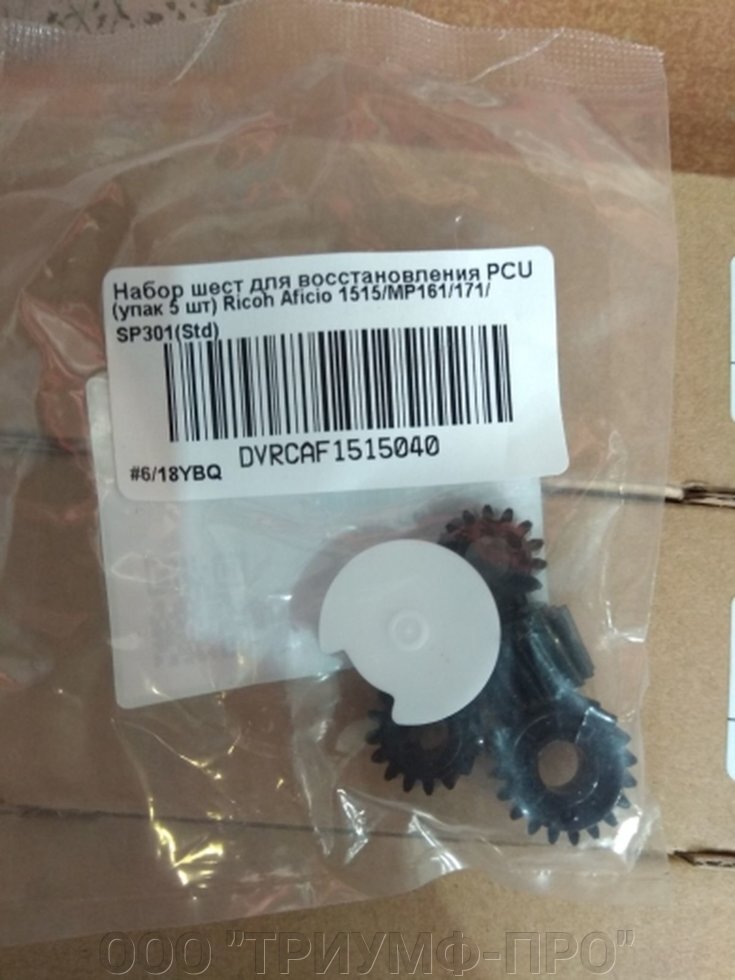 Набор шест для восстановления PCU
(упак 5 шт) Ricoh Aficio 1515/MP161/171/
SP301(Std)
DVRCAF1515040
#6/18YBQ
ООО "ТРИУМФ-ПРО"